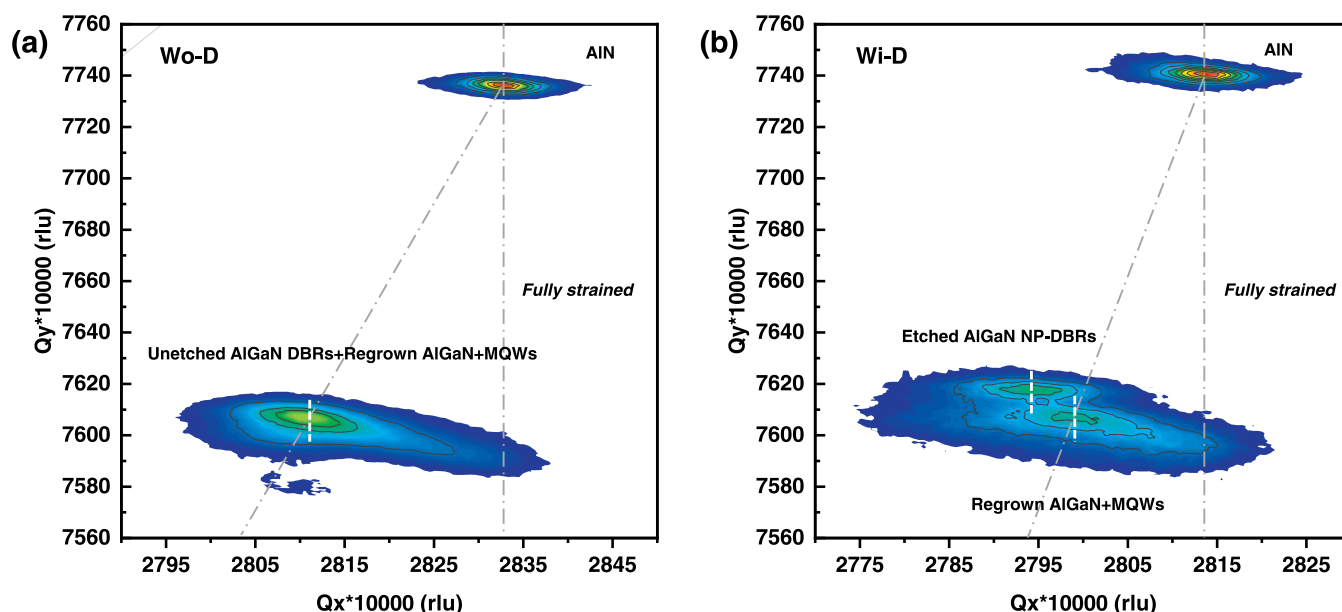 (a)
Wo-D
AlN
Fully strained
Unetched AlGaN DBRs+Regrown AlGaN+MQWs
7760
7740
7720
7700
7680
7660
7640
7620
7600
7580
7560
Qy*10000 (rlu)
2795
2805
2815
2825
2835
2845
Qx*10000 (rlu)
(b)
Wi-D
AlN
Fully strained
Etched AlGaN NP-DBRs
Regrown AlGaN+MQWs
7760
7740
7720
7700
7680
7660
7640
7620
7600
7580
7560
Qy*10000 (rlu)
2775
2785
2795
2805
2815
2825
Qx*10000 (rlu)